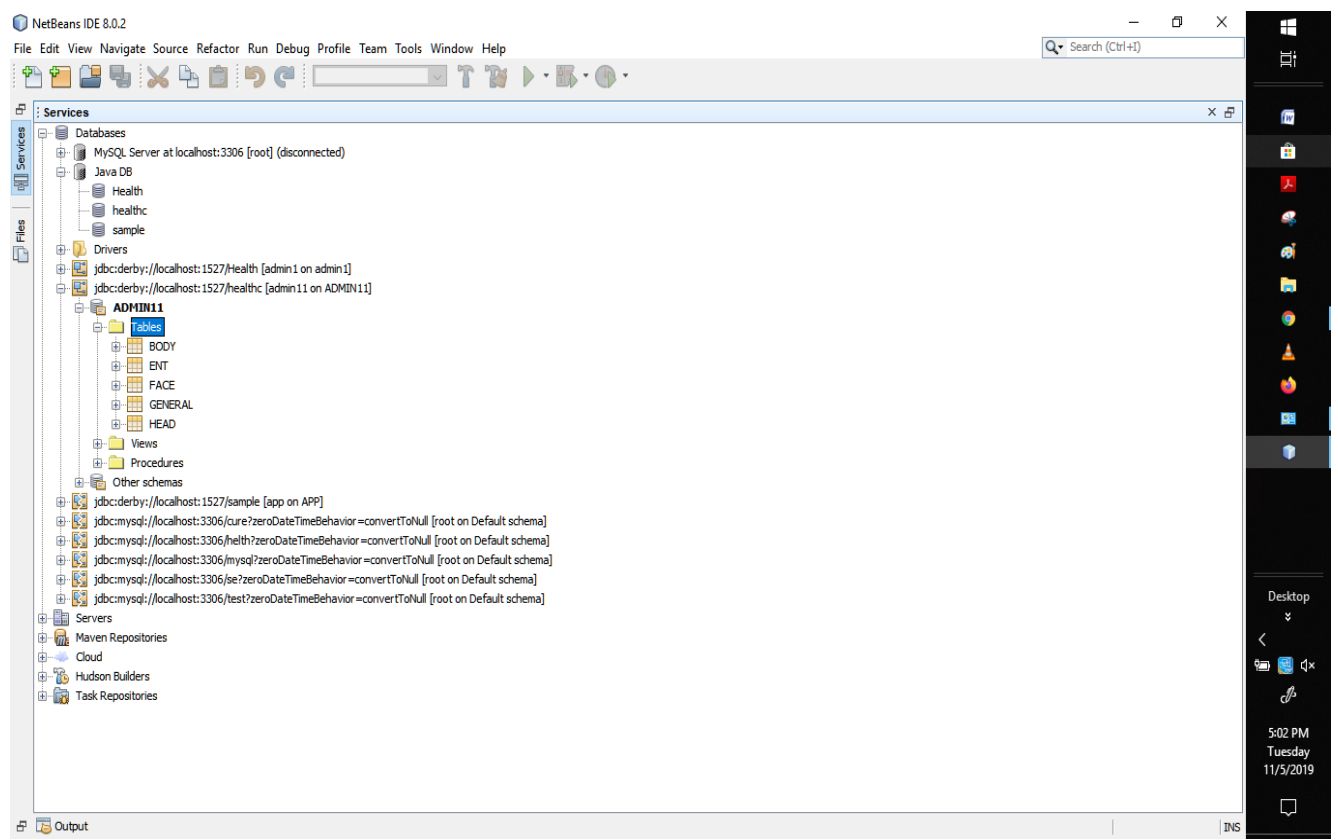 NetBeans IDE 8.0.2
File Edit View Navigate Source Refactor Run Debug Profile Team Tools Window Help
Search (Ctrl+I)
Services
Services
Files
Databases
MySQL Server at localhost:3306 [root] (disconnected)
Java DB
Health
healthc
sample
Drivers
jdbc:derby://localhost:1527/Health [admin1 on admin1]
jdbc:derby://localhost:1527/healthc [admin11 on ADMIN11]
ADMIN11
Tables
BODY
ENT
FACE
GENERAL
HEAD
Views
Procedures
Other schemas
jdbc:derby://localhost:1527/sample [app on APP]
jdbc:mysql://localhost:3306/cure?zeroDateTimeBehavior=convertToNull [root on Default schema]
jdbc:mysql://localhost:3306/helth?zeroDateTimeBehavior=convertToNull [root on Default schema]
jdbc:mysql://localhost:3306/mysql?zeroDateTimeBehavior=convertToNull [root on Default schema]
jdbc:mysql://localhost:3306/se?zeroDateTimeBehavior=convertToNull [root on Default schema]
jdbc:mysql://localhost:3306/test?zeroDateTimeBehavior=convertToNull [root on Default schema]
Servers
Maven Repositories
Cloud
Hudson Builders
Task Repositories
Output
INS
Desktop
5:02 PM
Tuesday
11/5/2019